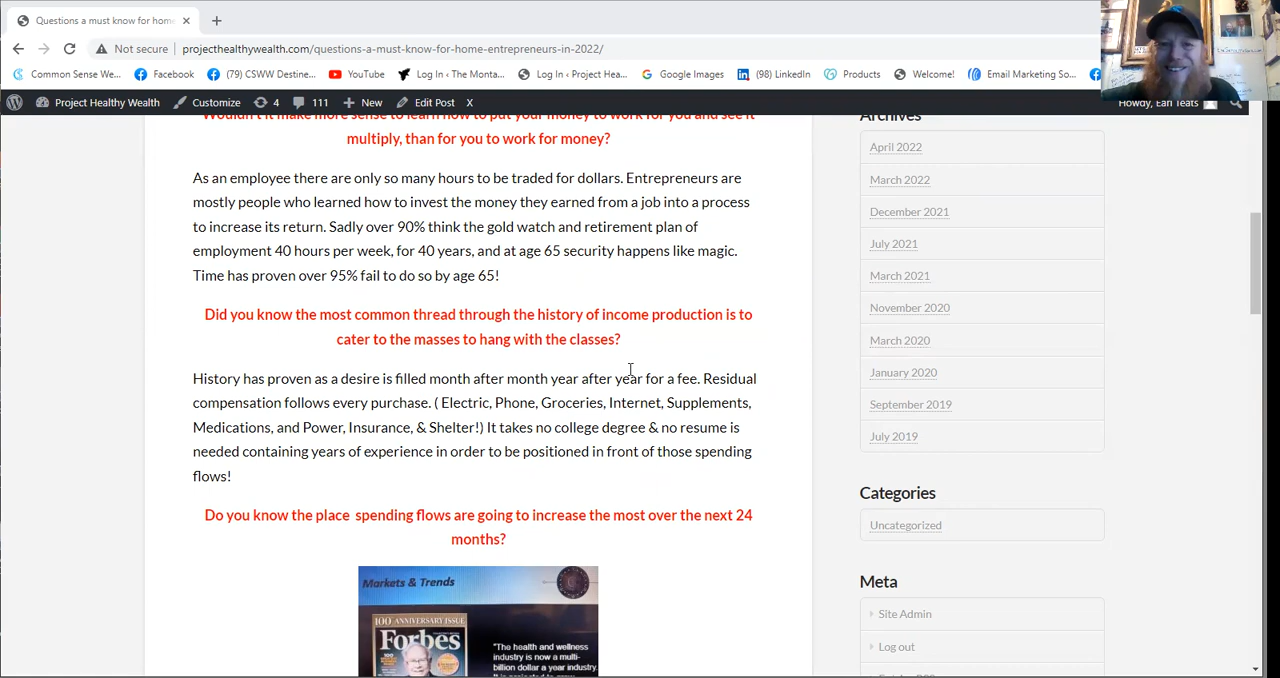 Questions a must know for hom
Not secure
projecthealthywealth.com/questions-a-must-know-for-home-entrepreneurs-in-2022/
Common Sense We...
Facebook
(79) CSWW Destine...
YouTube
Log In ‹ The Monta...
Log In ‹ Project Hea...
Google Images
(98) LinkedIn
Products
Welcome!
Email Marketing So...
Project Healthy Wealth
Customize
4
111
New
Edit Post
X
Howdy, Earl Teats
Wouldn't it make more sense to learn how to put your money to work for you and see it
multiply, than for you to work for money?
As an employee there are only so many hours to be traded for dollars. Entrepreneurs are
mostly people who learned how to invest the money they earned from a job into a process
to increase its return. Sadly over 90% think the gold watch and retirement plan of
employment 40 hours per week, for 40 years, and at age 65 security happens like magic.
Time has proven over 95% fail to do so by age 65!
Did you know the most common thread through the history of income production is to
cater to the masses to hang with the classes?
History has proven as a desire is filled month after month year after year for a fee. Residual
compensation follows every purchase. ( Electric, Phone, Groceries, Internet, Supplements,
Medications, and Power, Insurance, & Shelter!) It takes no college degree & no resume is
needed containing years of experience in order to be positioned in front of those spending
flows!
Do you know the place  spending flows are going to increase the most over the next 24
months?
Markets & Trends
100 ANNIVERSARY ISSUE
Forbes
"The health and wellness
industry is now a multi-
billion dollar a year industry.
Archives
April 2022
March 2022
December 2021
July 2021
March 2021
November 2020
March 2020
January 2020
September 2019
July 2019
Categories
Uncategorized
Meta
Site Admin
Log out